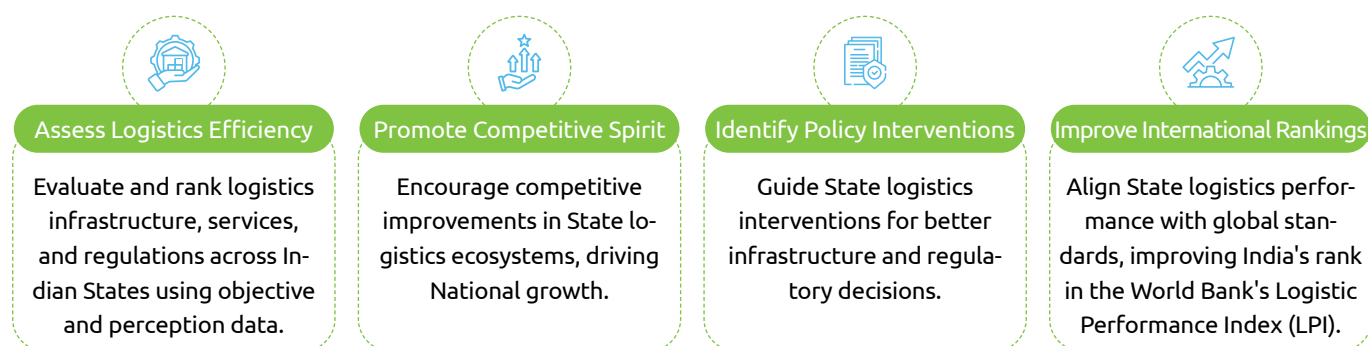 Assess Logistics Efficiency
Evaluate and rank logistics
infrastructure, services,
and regulations across In-
dian States using objective
and perception data.
Promote Competitive Spirit
Encourage competitive
improvements in State lo-
gistics ecosystems, driving
National growth.
Identify Policy Interventions
Guide State logistics
interventions for better
infrastructure and regula-
tory decisions.
Improve International Rankings
Align State logistics perfor-
mance with global stan-
dards, improving India's rank
in the World Bank's Logistic
Performance Index (LPI).